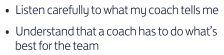 • Listen carefully to what my coach tells me
• Understand that a coach has to do what's
best for the team